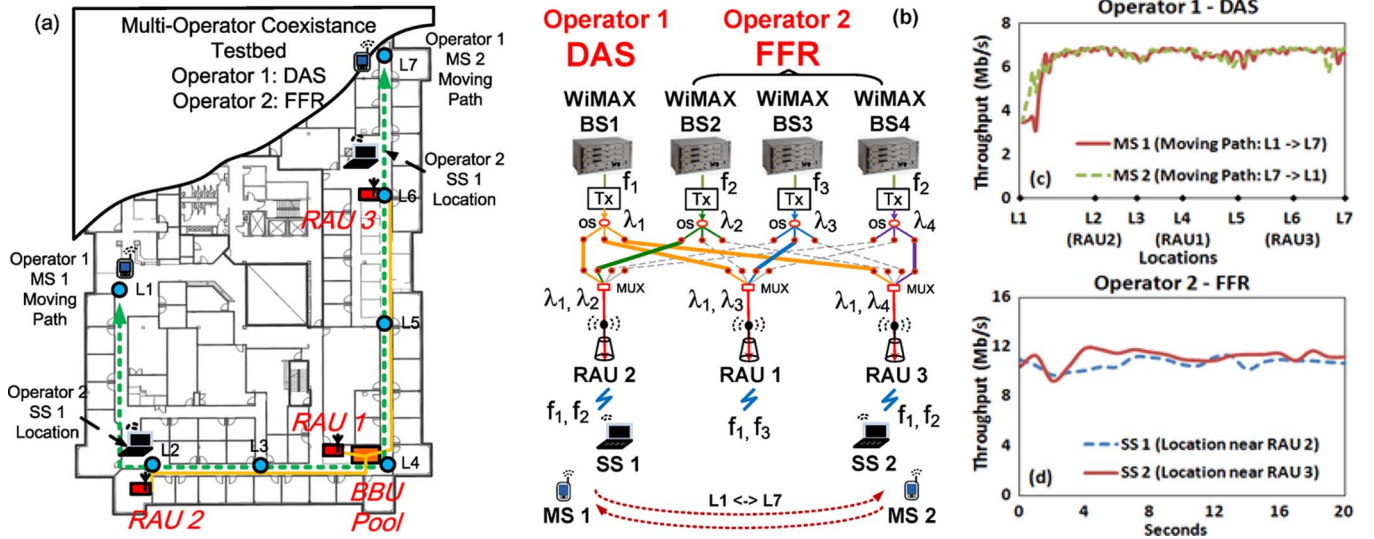 (a)
Multi-Operator Coexistance
Testbed
Operator 1: DAS
Operator 2: FFR
Operator 1
MS 2
Moving
Path
L7
Operator 2
SS 1
Location
L6
RAU 3
Operator 1
MS 1
Moving
Path
L1
L5
Operator 2
SS 1
Location
RAU 1
L2
L3
L4
RAU 2
BBU
Pool
(b)
Operator 1
Operator 2
DAS
FFR
WiMAX WiMAX WiMAX WiMAX
BS1 BS2 BS3 BS4
f₁ f₂ f₃ f₂
Tx Tx Tx Tx
OS λ₁ OS λ₂ OS λ₃ OS λ₄
MUX MUX MUX
λ₁, λ₂ λ₁, λ₃ λ₁, λ₄
RAU 2 RAU 1 RAU 3
f₁, f₂ f₁, f₃ f₁, f₂
SS 1 SS 2
L1 <-> L7
MS 1 MS 2
Operator 1 - DAS
Throughput (Mb/s)
8
6
4
2
0
MS 1 (Moving Path: L1 -> L7)
MS 2 (Moving Path: L7 -> L1)
(c)
L1 L2 L3 L4 L5 L6 L7
(RAU2) (RAU1) (RAU3)
Locations
Operator 2 - FFR
Throughput (Mb/s)
16
12
8
4
0
SS 1 (Location near RAU 2)
SS 2 (Location near RAU 3)
(d)
0 4 8 12 16 20
Seconds